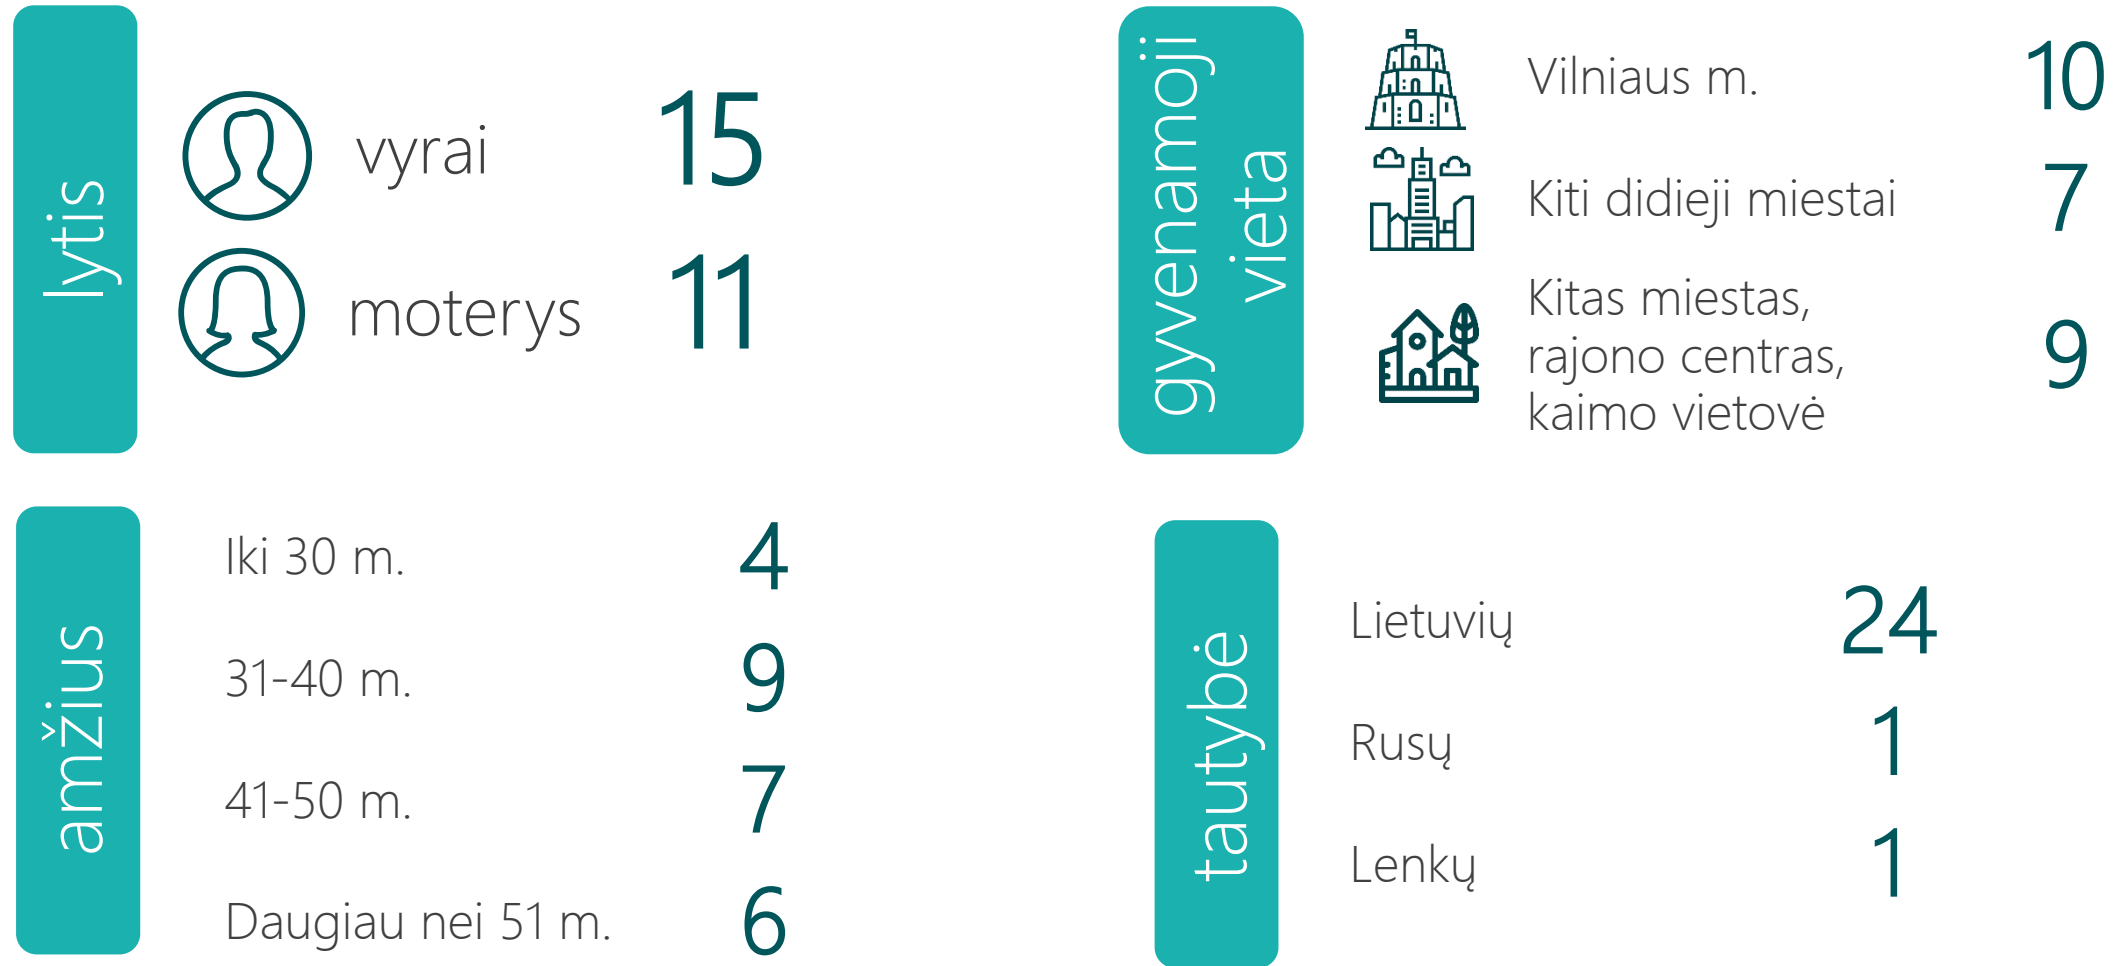 lytis
vyrai 15
moterys 11
gyvenamoji
vieta
Vilniaus m. 10
Kiti didieji miestai 7
Kitas miestas,
rajono centras, 9
kaimo vietovė
amžius
Iki 30 m. 4
31-40 m. 9
41-50 m. 7
Daugiau nei 51 m. 6
tautybė
Lietuvių 24
Rusų 1
Lenkų 1